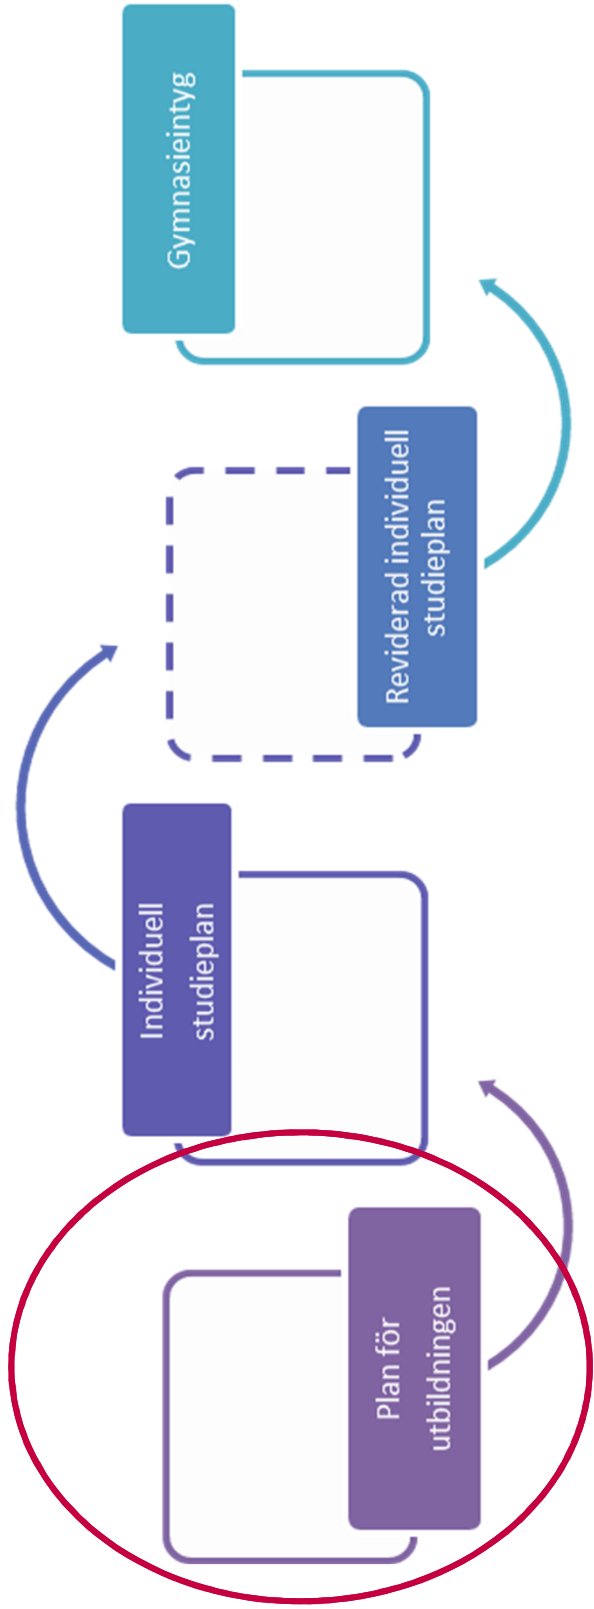 Plan för
utbildningen
Individuell
studieplan
Reviderad individuell
studieplan
Gymnasieintyg